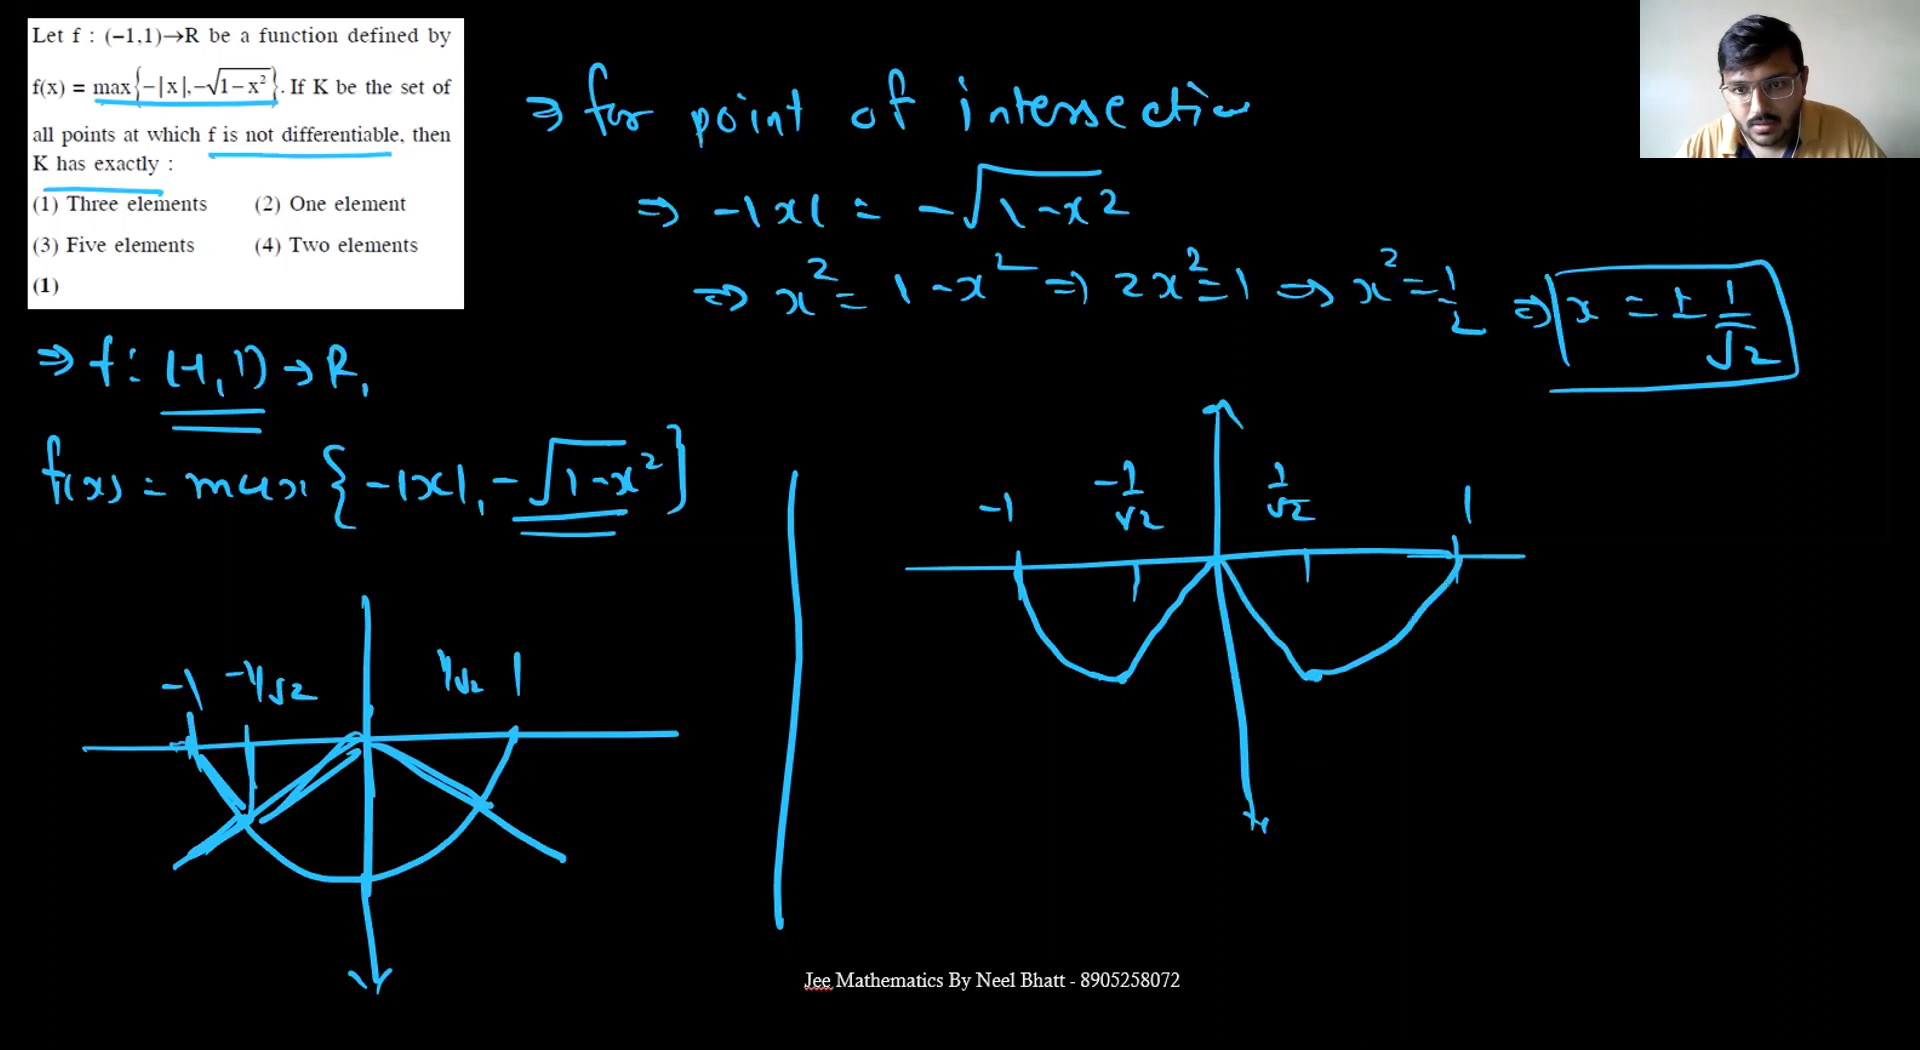 Let f : (−1,1)→R be a function defined by
f(x) = max{−|x|,−√(1−x²)}. If K be the set of
all points at which f is not differentiable, then
K has exactly :
(1) Three elements (2) One element
(3) Five elements (4) Two elements
(1)
⇒ f: (-1,1) → R,
f(x) = max { -|x|, -√(1-x²) }
⇒ for point of intersection
⇒ -|x| = -√(1-x²)
⇒ x² = 1-x² ⇒ 2x² = 1 ⇒ x² = 1/2 ⇒ x = ± 1/√2
-1 -1/√2 1/√2 1
-1 -1/√2 1/√2 1
Jee Mathematics By Neel Bhatt - 8905258072